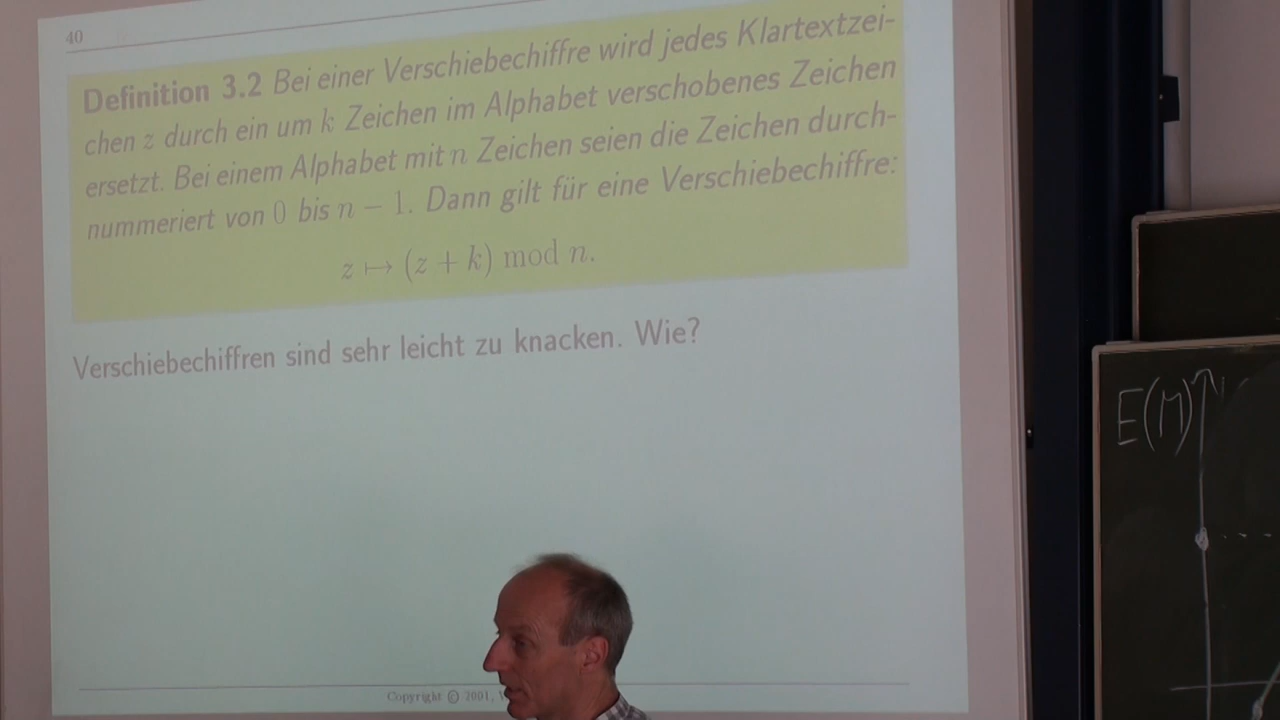 40
Definition 3.2 Bei einer Verschiebechiffre wird jedes Klartextzei-
chen z durch ein um k Zeichen im Alphabet verschobenes Zeichen
ersetzt. Bei einem Alphabet mit n Zeichen seien die Zeichen durch-
nummeriert von 0 bis n − 1. Dann gilt für eine Verschiebechiffre:
z ↦ (z + k) mod n.
Verschiebechiffren sind sehr leicht zu knacken. Wie?
E(M)
Copyright © 2001,